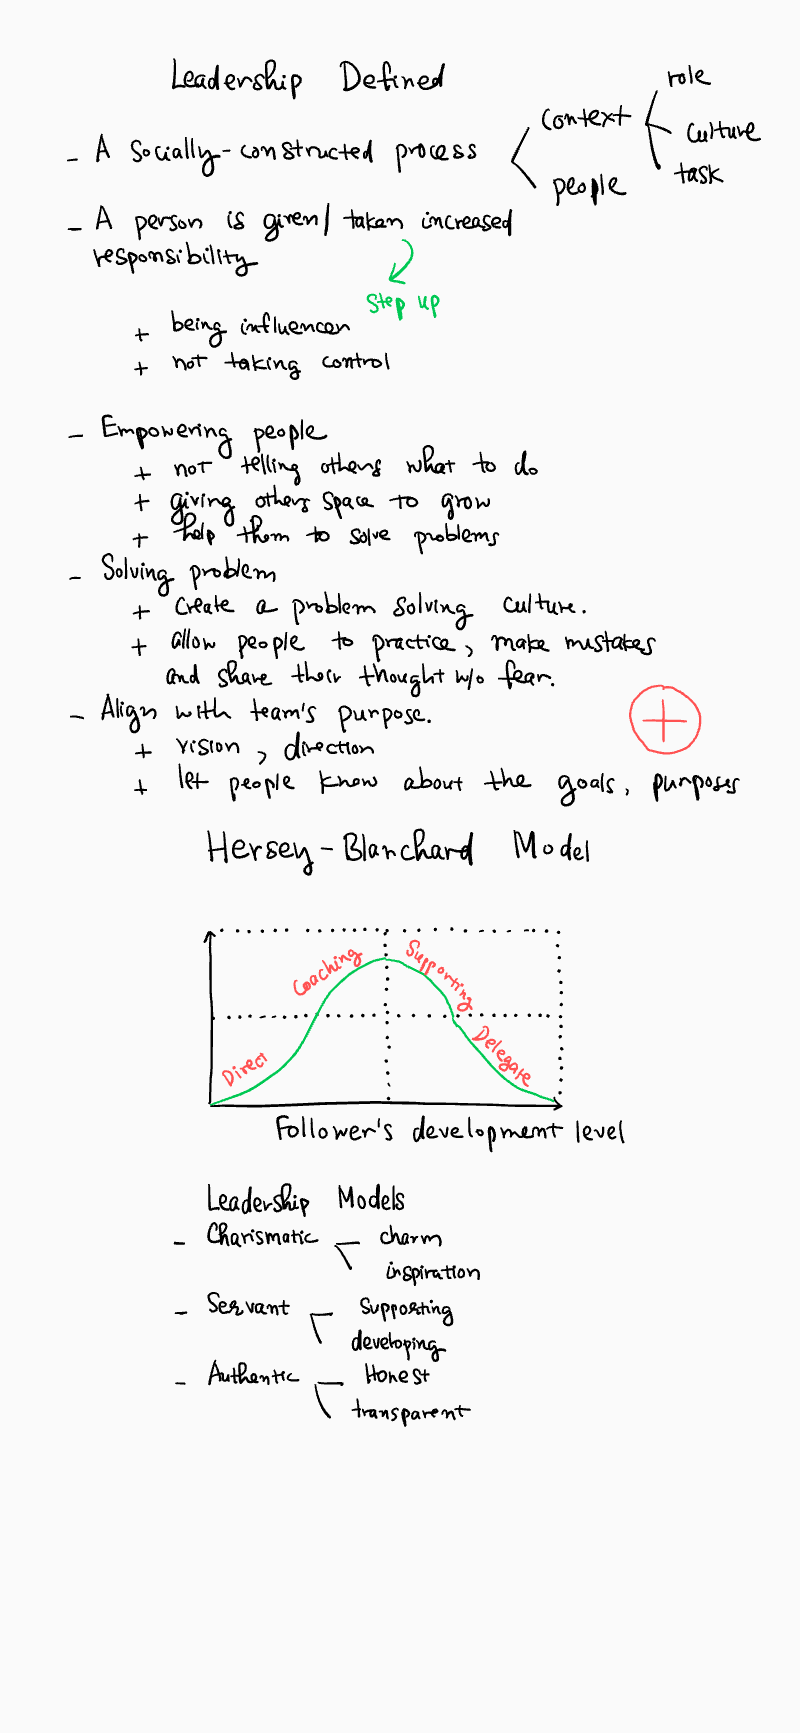 Leadership Defined
role
context
culture
- A Socially-constructed process
task
people
- A person is given/ taken increased
responsibility
Step up
+ being influencer
+ not taking control
- Empowering people
+ not telling others what to do
+ giving others space to grow
+ help them to solve problems
- Solving problem
+ create a problem solving culture.
+ allow people to practice, make mistakes
and share their thought w/o fear.
- Align with team's purpose.
+ vision, direction
+ let people know about the goals, purposes
Hersey-Blanchard Model
Coaching
Supporting
Direct
Delegate
Follower's development level
Leadership Models
- Charismatic
charm
inspiration
- Servant
Supporting
developing
- Authentic
Honest
transparent